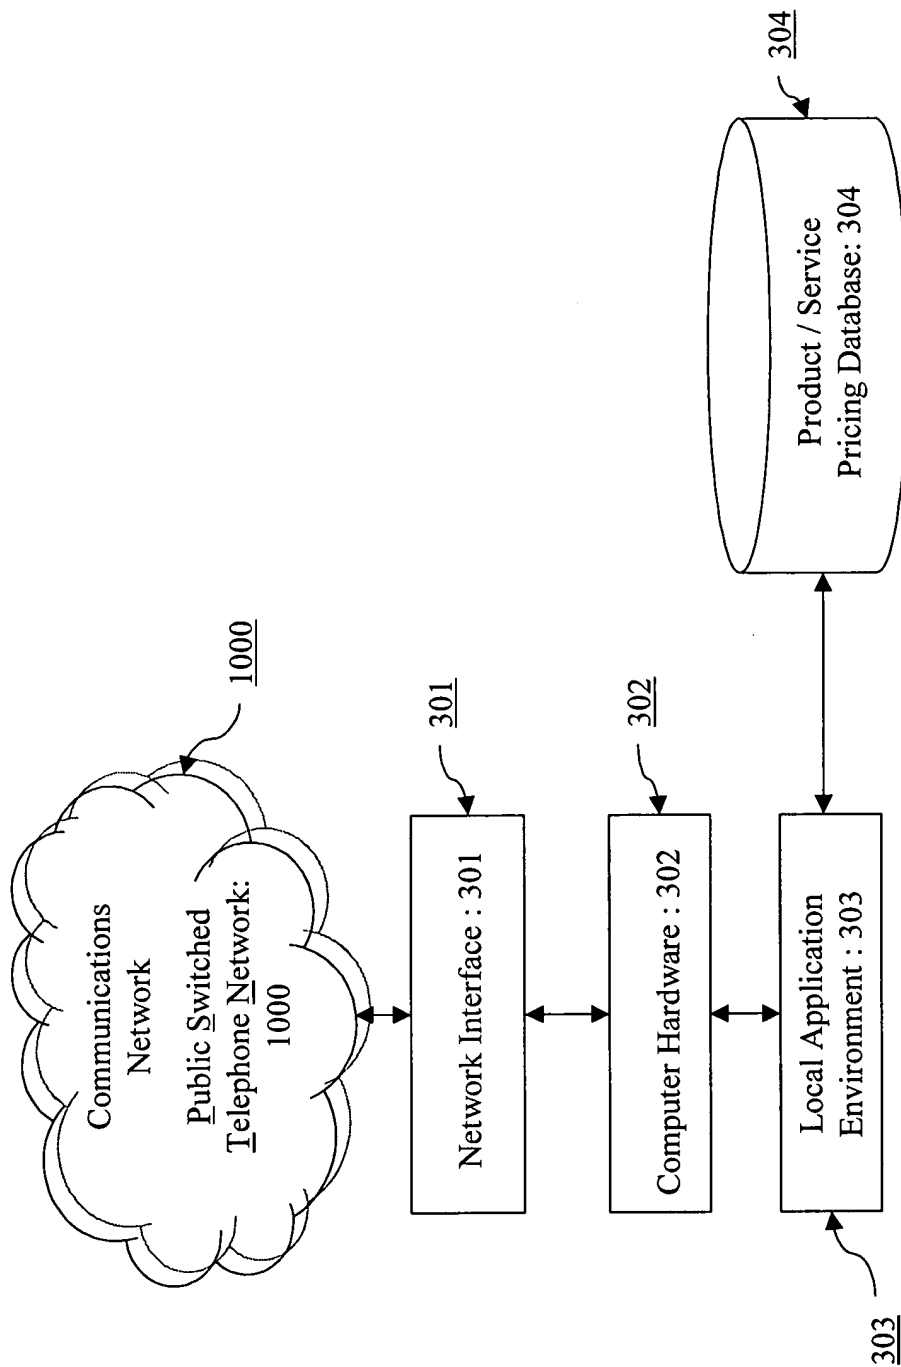 Communications
Network
Public Switched
Telephone Network:
1000
1000
Network Interface : 301
301
Computer Hardware : 302
302
Local Application
Environment : 303
303
Product / Service
Pricing Database: 304
304